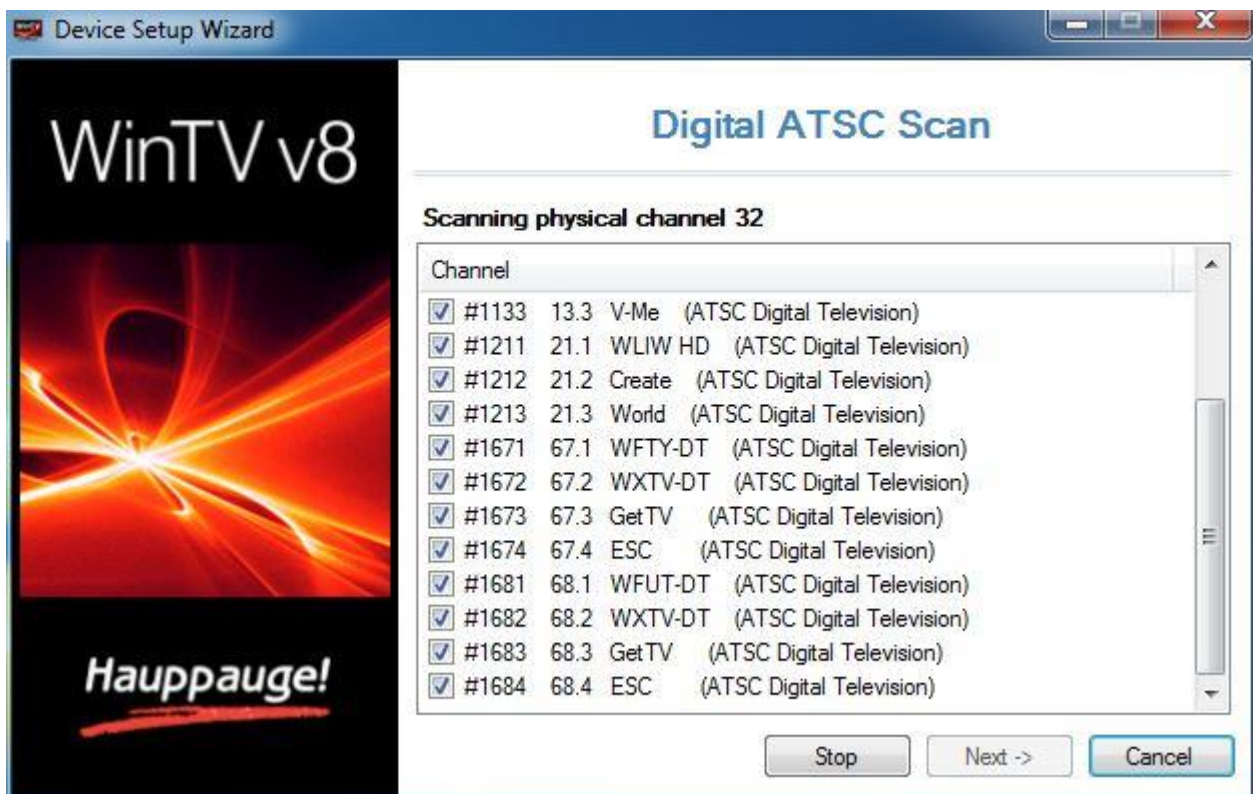 Device Setup Wizard
WinTV v8
Hauppauge!
Digital ATSC Scan
Scanning physical channel 32
Channel
#1133 13.3 V-Me (ATSC Digital Television)
#1211 21.1 WLIW HD (ATSC Digital Television)
#1212 21.2 Create (ATSC Digital Television)
#1213 21.3 World (ATSC Digital Television)
#1671 67.1 WFTY-DT (ATSC Digital Television)
#1672 67.2 WXTV-DT (ATSC Digital Television)
#1673 67.3 GetTV (ATSC Digital Television)
#1674 67.4 ESC (ATSC Digital Television)
#1681 68.1 WFUT-DT (ATSC Digital Television)
#1682 68.2 WXTV-DT (ATSC Digital Television)
#1683 68.3 GetTV (ATSC Digital Television)
#1684 68.4 ESC (ATSC Digital Television)
Stop Next -> Cancel